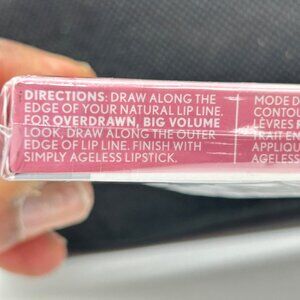 DIRECTIONS: DRAW ALONG THE
EDGE OF YOUR NATURAL LIP LINE.
FOR OVERDRAWN, BIG VOLUME
LOOK, DRAW ALONG THE OUTER
EDGE OF LIP LINE. FINISH WITH
SIMPLY AGELESS LIPSTICK.
MODE D
CONTOU
LÈVRES
TRAIT EN
APPLIQU
AGELESS